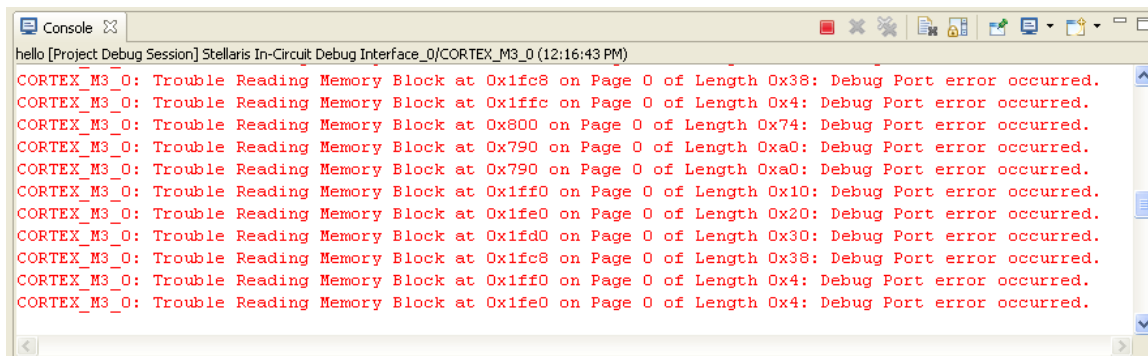 Console
hello [Project Debug Session] Stellaris In-Circuit Debug Interface_0/CORTEX_M3_0 (12:16:43 PM)
CORTEX_M3_0: Trouble Reading Memory Block at 0x1fc8 on Page 0 of Length 0x38: Debug Port error occurred.
CORTEX_M3_0: Trouble Reading Memory Block at 0x1ffc on Page 0 of Length 0x4: Debug Port error occurred.
CORTEX_M3_0: Trouble Reading Memory Block at 0x800 on Page 0 of Length 0x74: Debug Port error occurred.
CORTEX_M3_0: Trouble Reading Memory Block at 0x790 on Page 0 of Length 0xa0: Debug Port error occurred.
CORTEX_M3_0: Trouble Reading Memory Block at 0x790 on Page 0 of Length 0xa0: Debug Port error occurred.
CORTEX_M3_0: Trouble Reading Memory Block at 0x1ff0 on Page 0 of Length 0x10: Debug Port error occurred.
CORTEX_M3_0: Trouble Reading Memory Block at 0x1fe0 on Page 0 of Length 0x20: Debug Port error occurred.
CORTEX_M3_0: Trouble Reading Memory Block at 0x1fd0 on Page 0 of Length 0x30: Debug Port error occurred.
CORTEX_M3_0: Trouble Reading Memory Block at 0x1fc8 on Page 0 of Length 0x38: Debug Port error occurred.
CORTEX_M3_0: Trouble Reading Memory Block at 0x1ff0 on Page 0 of Length 0x4: Debug Port error occurred.
CORTEX_M3_0: Trouble Reading Memory Block at 0x1fe0 on Page 0 of Length 0x4: Debug Port error occurred.